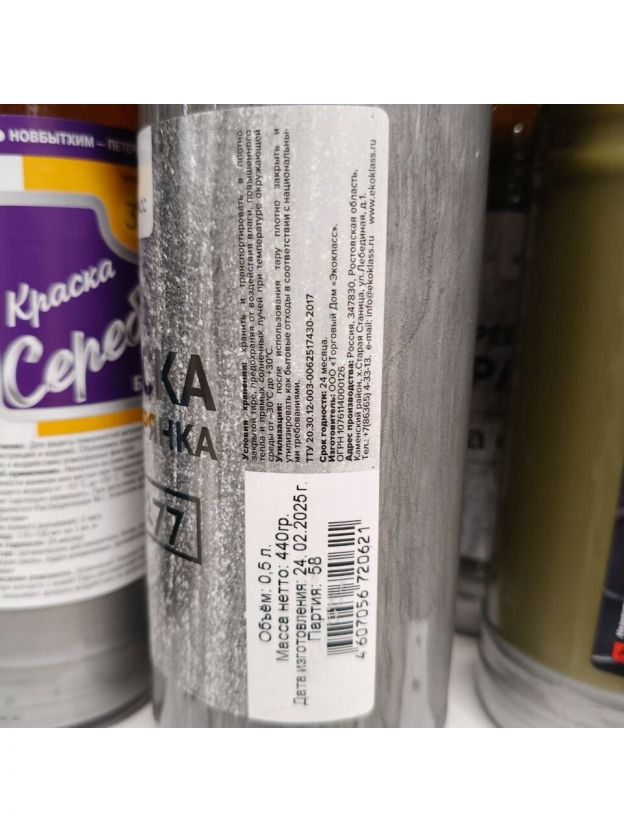 НОВБЫТХИМ – ПЕТЕР
Краска
Сереб
КА
НКА
77
Условия хранения: хранить и транспортировать в плотно
закрытой таре, предохраняя от воздействия влаги, повышенного
тепла и прямых солнечных лучей при температуре окружающей
среды от -30°С до +30°С.
Утилизация: после использования тару плотно закрыть и
утилизировать как бытовые отходы в соответствии с национальны-
ми требованиями.
ТТУ 20.30.12-003-0062517430-2017
Срок годности: 24 месяца.
Изготовитель: ООО «Торговый Дом «Экокласс».
ОГРН 1076114000126.
Адрес производства: Россия, 347830, Ростовская область,
Каменский район, х.Старая Станица, ул.Лебединая, д.1.
Тел.:+7(86365) 4-33-13. e-mail: info@ekoklass.ru
www.ekoklass.ru
Объём: 0,5 л.
Масса нетто: 440гр.
Дата изготовления: 24. 02.2025 г.
Партия: 58
4 607056 720621